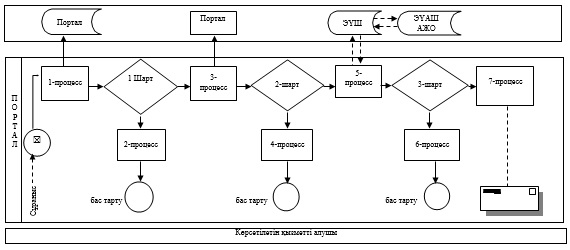 Портал
Портал
ЭҮШ
ЭҮАШ
АЖО
ПОРТАЛ
1-процесс
1 Шарт
3-
процесс
2-шарт
5-
процесс
3-шарт
7-процесс
2-процесс
4-процесс
6-процесс
Сұраныс
бас тарту
бас тарту
бас тарту
Көрсетілетін қызметті алушы